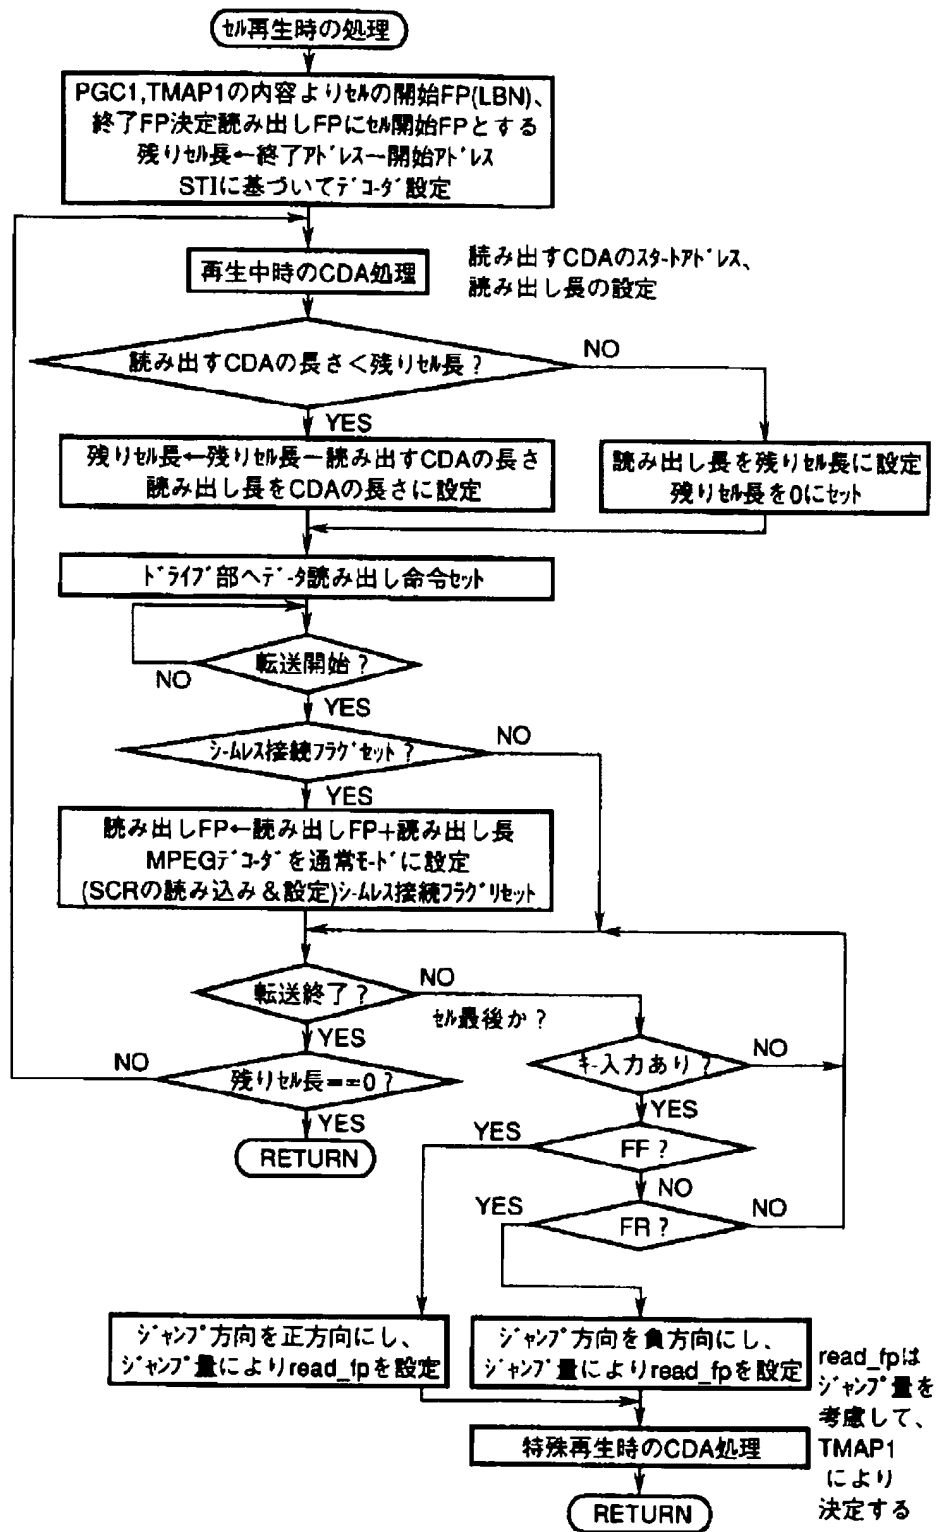 セル再生時の処理
PGC1,TMAP1の内容よりセルの開始FP(LBN)、
終了FP決定読み出しFPにセル開始FPとする
残りセル長←終了アドレス−開始アドレス
STIに基づいてデコーダ設定
再生中時のCDA処理
読み出すCDAのスタートアドレス、
読み出し長の設定
読み出すCDAの長さ<残りセル長?
NO
YES
残りセル長←残りセル長−読み出すCDAの長さ
読み出し長をCDAの長さに設定
読み出し長を残りセル長に設定
残りセル長を0にセット
ドライブ部へデータ読み出し命令セット
転送開始?
NO
YES
シームレス接続フラグセット?
NO
YES
読み出しFP←読み出しFP+読み出し長
MPEGデコーダを通常モードに設定
(SCRの読み込み&設定)シームレス接続フラグリセット
転送終了?
NO
セル最後か?
YES
キー入力あり?
NO
YES
残りセル長==0?
NO
YES
RETURN
FF?
YES
NO
FR?
YES
NO
ジャンプ方向を正方向にし、
ジャンプ量によりread_fpを設定
ジャンプ方向を負方向にし、
ジャンプ量によりread_fpを設定
read_fpは
ジャンプ量を
考慮して、
TMAP1
により
決定する
特殊再生時のCDA処理
RETURN